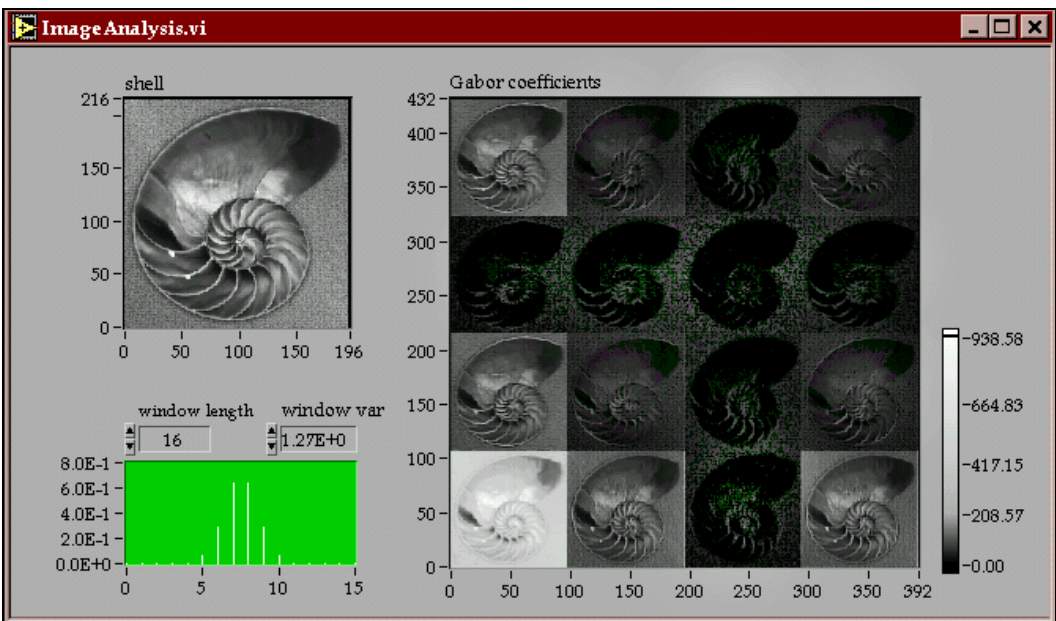 ImageAnalysis.vi
shell
216
150
100
50
0
0 50 100 150 196
window length window var
16 1.27E+0
8.0E-1
6.0E-1
4.0E-1
2.0E-1
0.0E+0
0 5 10 15
Gabor coefficients
432
400
350
300
250
200
150
100
50
0
0 50 100 150 200 250 300 350 392
938.58
664.83
417.15
208.57
0.00